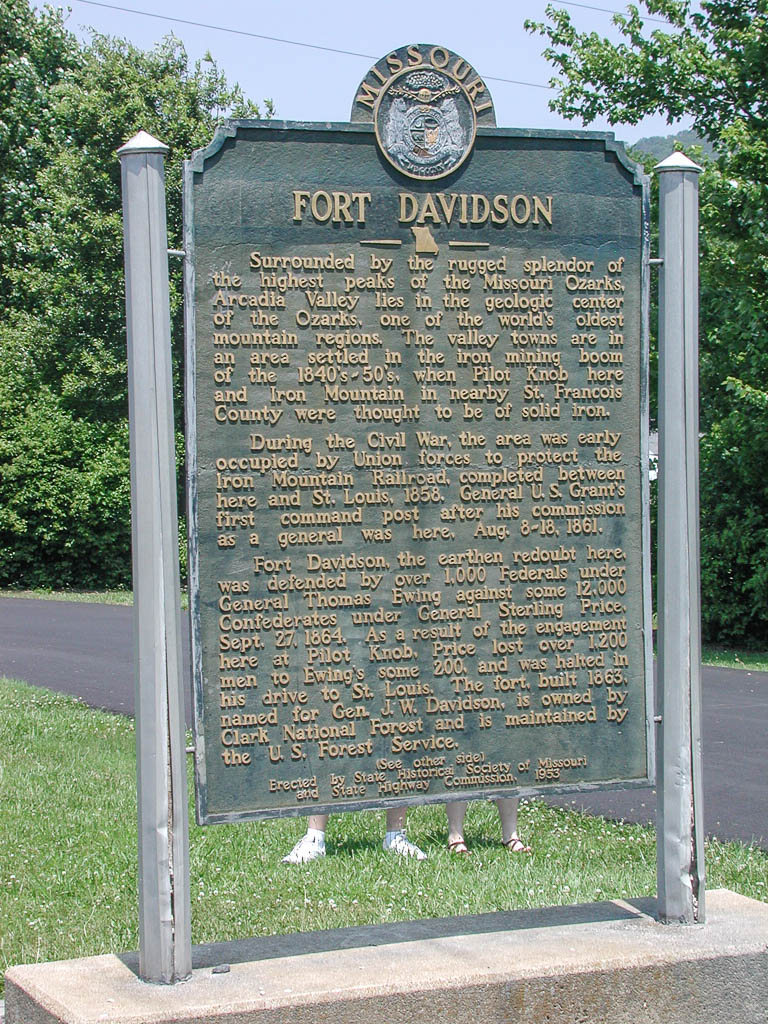 MISSOURI
FORT DAVIDSON
Surrounded by the rugged splendor of
the highest peaks of the Missouri Ozarks,
Arcadia Valley lies in the geologic center
of the Ozarks, one of the world's oldest
mountain regions. The valley towns are in
an area settled in the iron mining boom
of the 1840's-50's, when Pilot Knob here
and Iron Mountain in nearby St. Francois
County were thought to be of solid iron.
During the Civil War, the area was early
occupied by Union forces to protect the
Iron Mountain Railroad, completed between
here and St. Louis, 1858. General U. S. Grant's
first command post after his commission
as a general was here, Aug. 8-18, 1861.
Fort Davidson, the earthen redoubt here,
was defended by over 1,000 Federals under
General Thomas Ewing against some 12,000
Confederates under General Sterling Price,
Sept. 27, 1864. As a result of the engagement
here at Pilot Knob, Price lost over 1,200
men to Ewing's some 200, and was halted in
his drive to St. Louis. The fort, built 1863,
named for Gen. J. W. Davidson, is owned by
Clark National Forest and is maintained by
the U. S. Forest Service.
(See other side)
Erected by State Historical Society of Missouri
and State Highway Commission, 1953